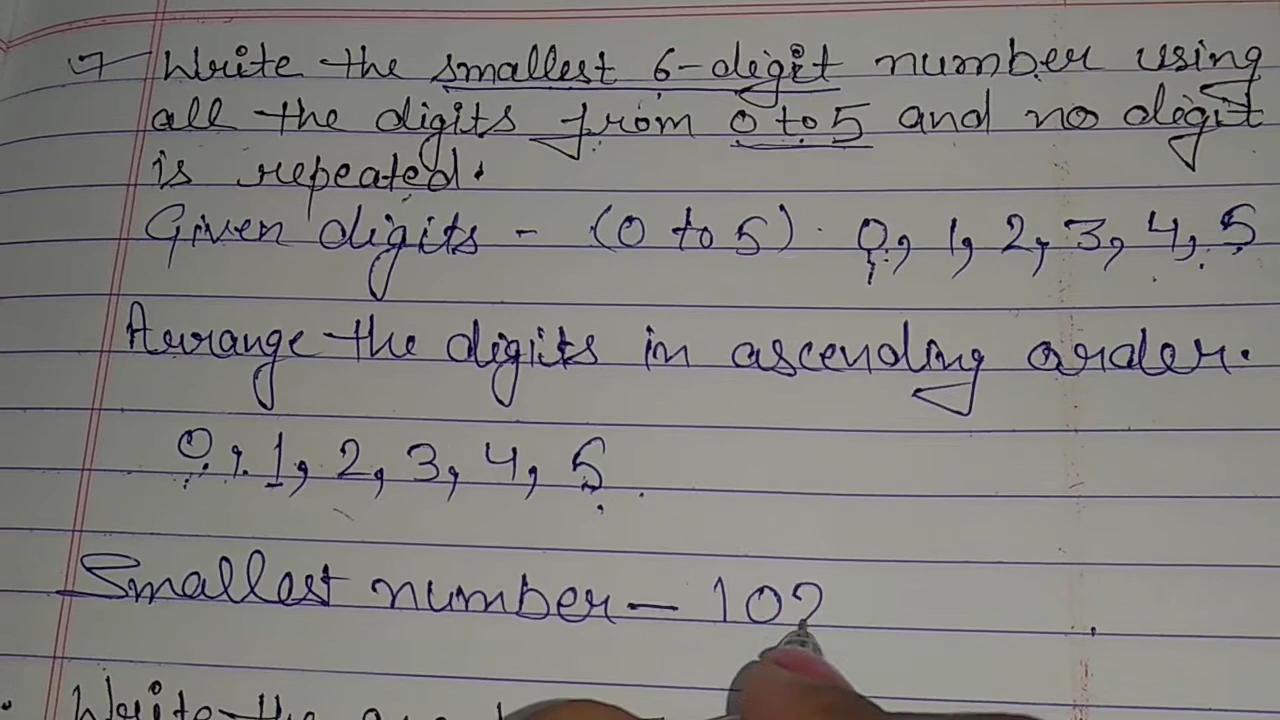 7 Write the smallest 6-digit number using
all the digits from 0 to 5 and no digit
is repeated.
Given digits - (0 to 5). 0, 1, 2, 3, 4, 5
Arrange the digits in ascending order.
0, 1, 2, 3, 4, 5
Smallest number - 102
Write the